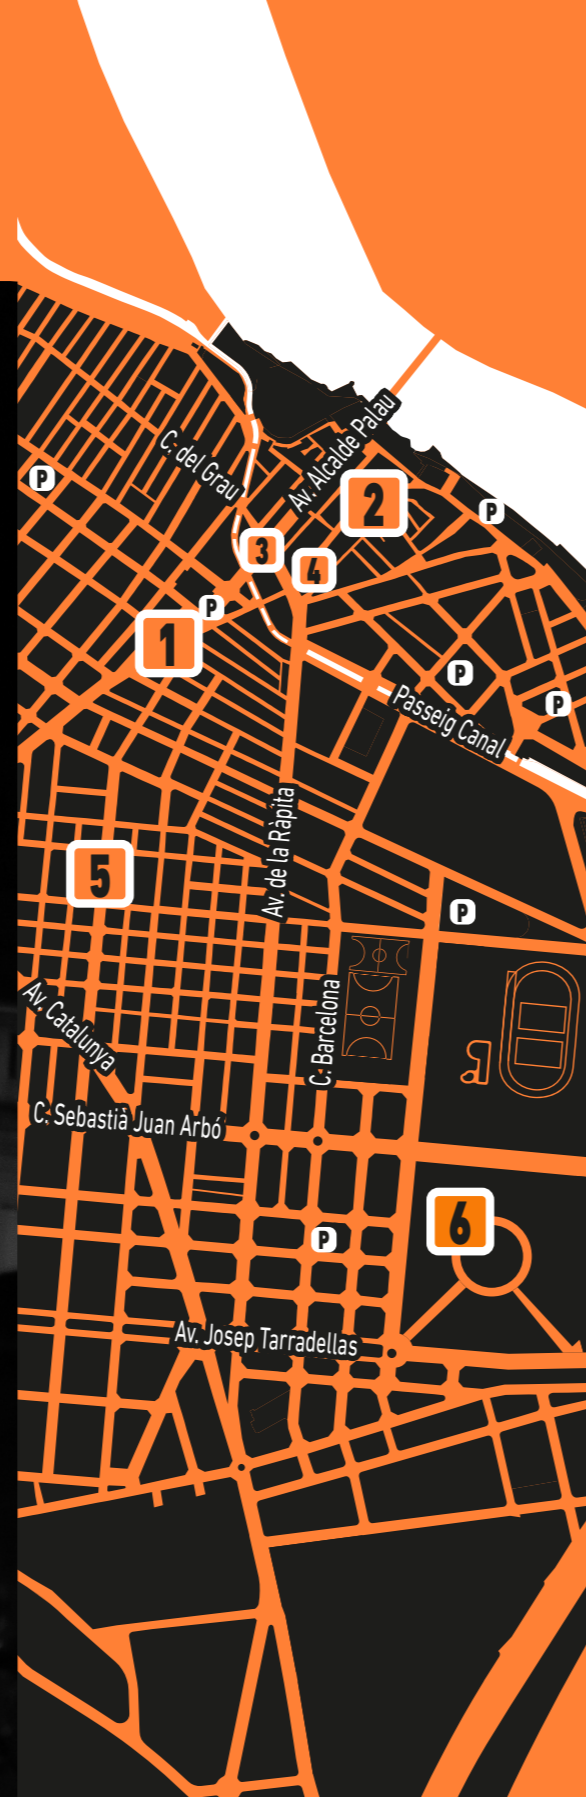 Av. Alcalde Palau
C. del Grau
P
2
P
3
4
P
1
P
P
Passeig Canal
Av. de la Ràpita
5
P
C. Barcelona
Av. Catalunya
C. Sebastià Juan Arbó
6
P
Av. Josep Tarradellas